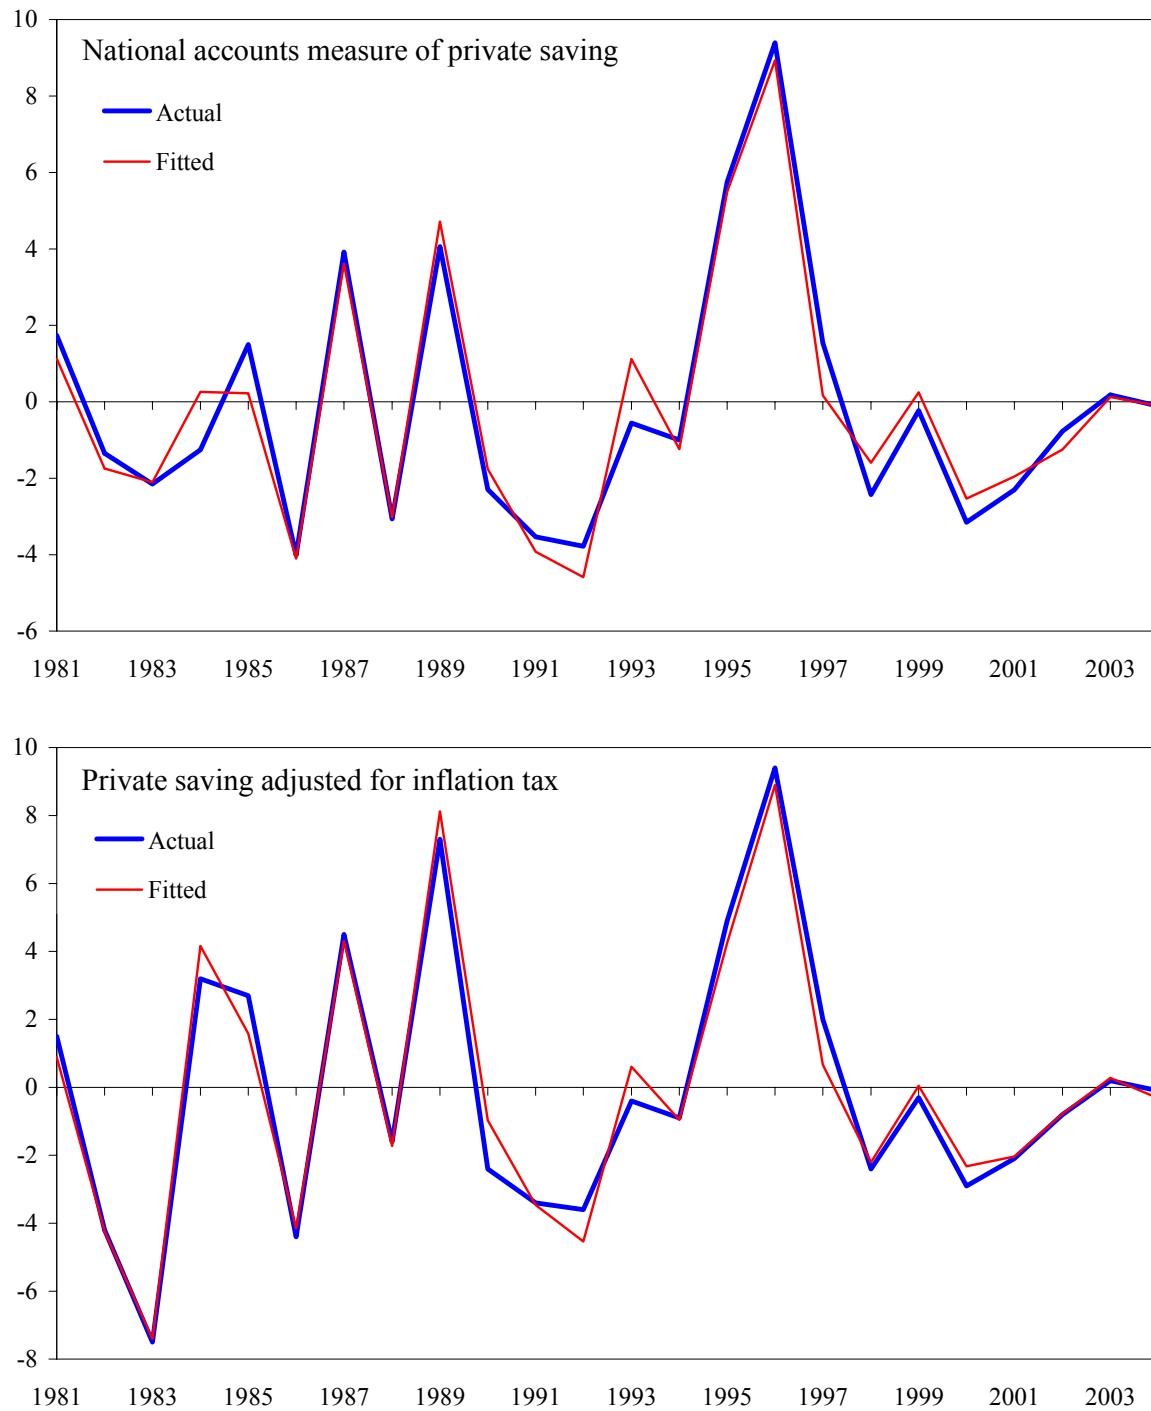 10
National accounts measure of private saving
8
Actual
Fitted
6
4
2
0
-2
-4
-6
1981 1983 1985 1987 1989 1991 1993 1995 1997 1999 2001 2003
10
Private saving adjusted for inflation tax
8
Actual
6
Fitted
4
2
0
-2
-4
-6
-8
1981 1983 1985 1987 1989 1991 1993 1995 1997 1999 2001 2003